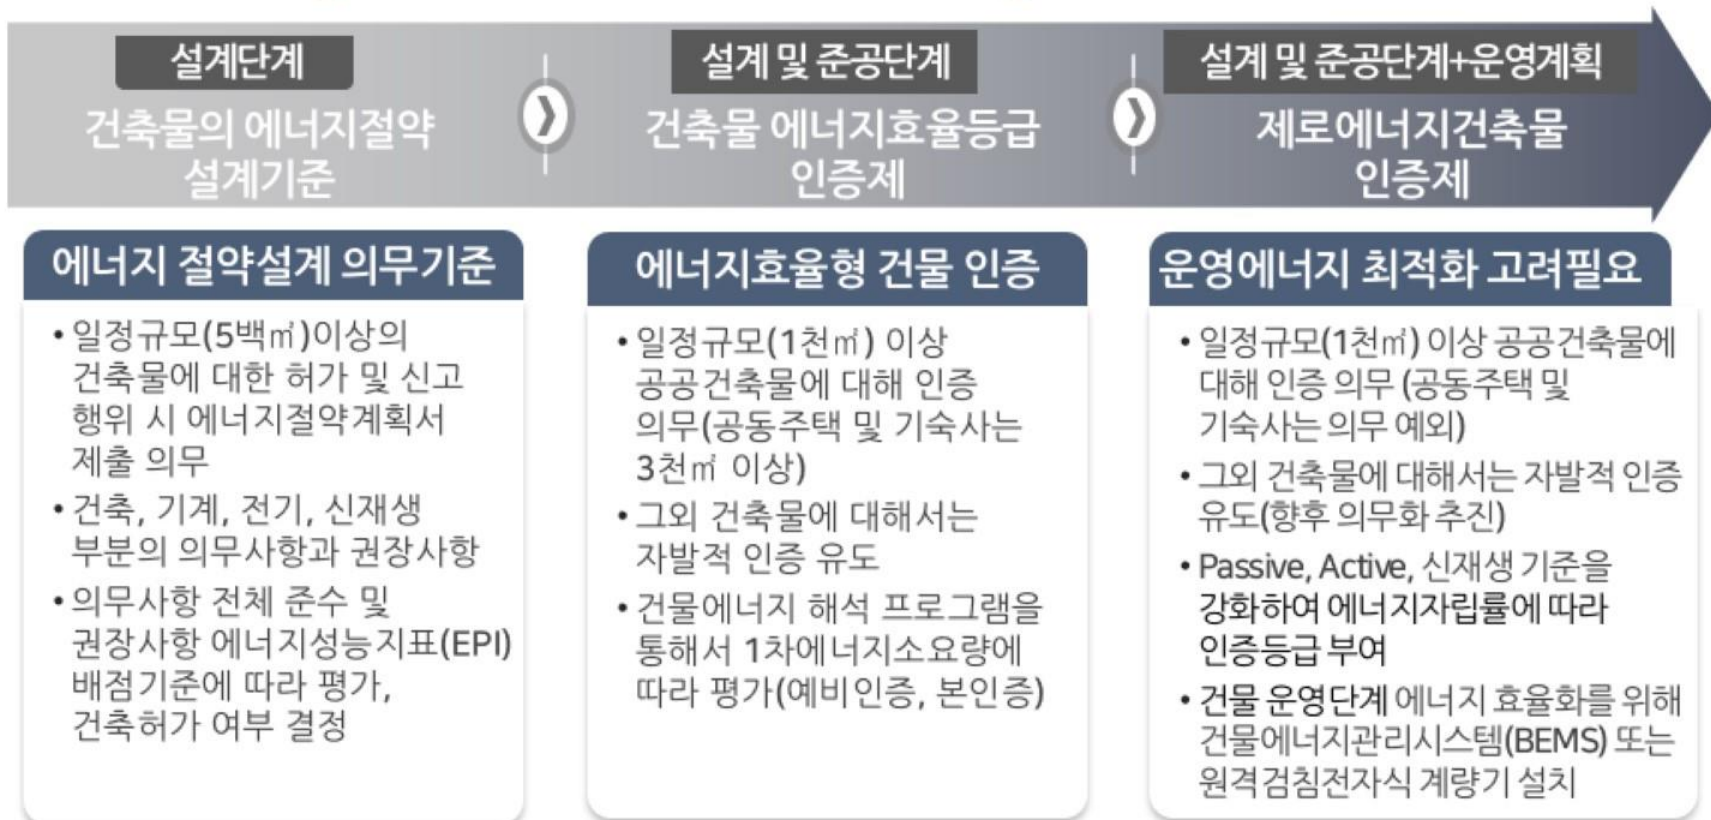 설계단계
건축물의 에너지절약
설계기준
설계 및 준공단계
건축물 에너지효율등급
인증제
설계 및 준공단계+운영계획
제로에너지건축물
인증제
에너지 절약설계 의무기준
• 일정규모(5백㎡)이상의
건축물에 대한 허가 및 신고
행위 시 에너지절약계획서
제출 의무
• 건축, 기계, 전기, 신재생
부분의 의무사항과 권장사항
• 의무사항 전체 준수 및
권장사항 에너지성능지표(EPI)
배점기준에 따라 평가,
건축허가 여부 결정
에너지효율형 건물 인증
• 일정규모(1천㎡) 이상
공공건축물에 대해 인증
의무(공동주택 및 기숙사는
3천㎡ 이상)
• 그외 건축물에 대해서는
자발적 인증 유도
• 건물에너지 해석 프로그램을
통해서 1차에너지소요량에
따라 평가(예비인증, 본인증)
운영에너지 최적화 고려필요
• 일정규모(1천㎡) 이상 공공건축물에
대해 인증 의무 (공동주택 및
기숙사는 의무 예외)
• 그외 건축물에 대해서는 자발적 인증
유도(향후 의무화 추진)
• Passive, Active, 신재생 기준을
강화하여 에너지자립률에 따라
인증등급 부여
• 건물 운영단계 에너지 효율화를 위해
건물에너지관리시스템(BEMS) 또는
원격검침전자식 계량기 설치